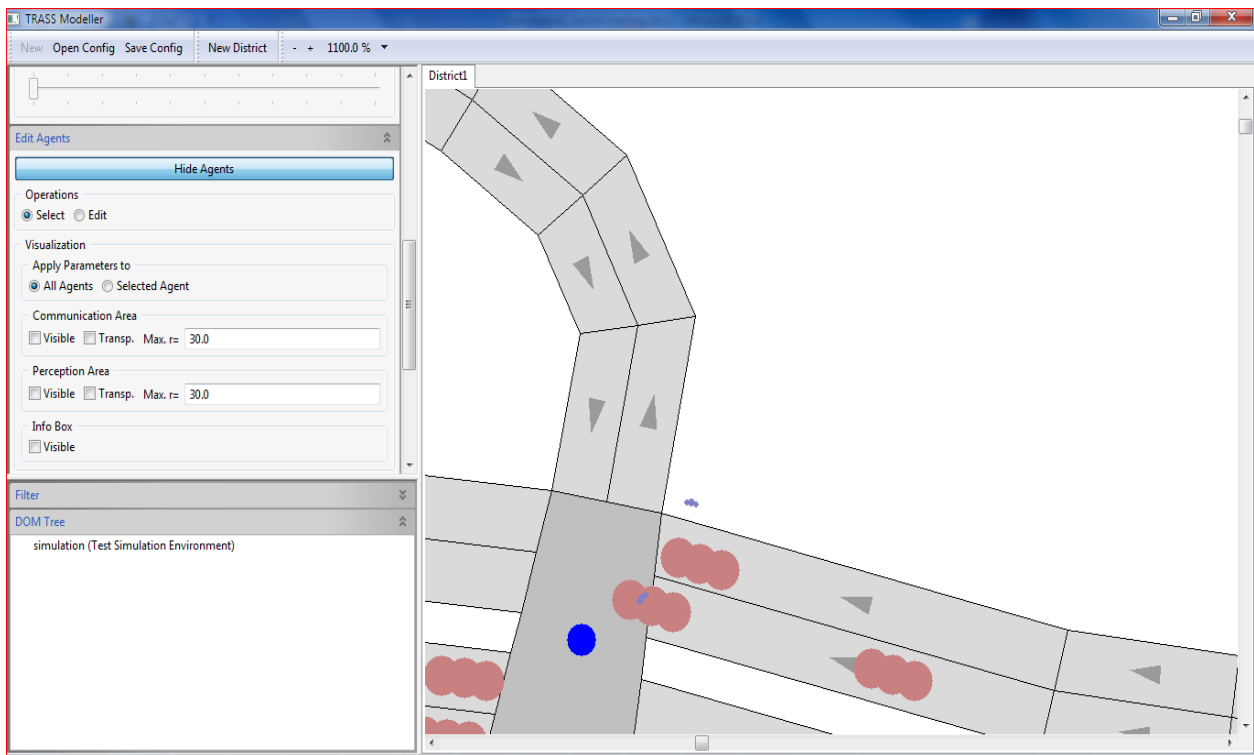 TRASS Modeller
New Open Config Save Config New District - + 1100.0 %
District1
Edit Agents
Hide Agents
Operations
Select Edit
Visualization
Apply Parameters to
All Agents Selected Agent
Communication Area
Visible Transp. Max. r= 30.0
Perception Area
Visible Transp. Max. r= 30.0
Info Box
Visible
Filter
DOM Tree
simulation (Test Simulation Environment)